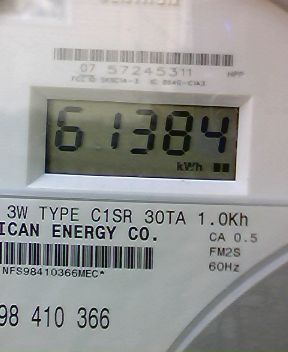 07 57245311 HPP
61384
kWh
3W TYPE C1SR 30TA 1.0Kh
ICAN ENERGY CO. CA 0.5
FM2S
NFS98410366MEC* 60Hz
98 410 366